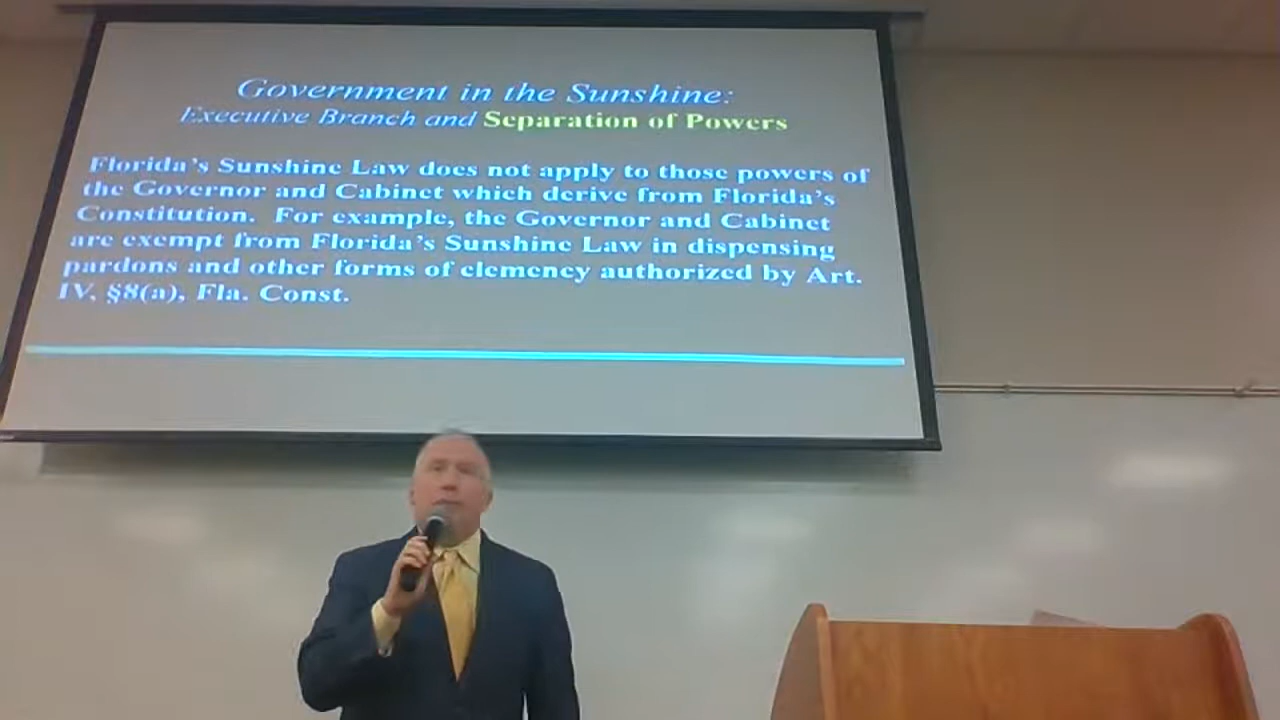 Government in the Sunshine:
Executive Branch and Separation of Powers
Florida's Sunshine Law does not apply to those powers of
the Governor and Cabinet which derive from Florida's
Constitution. For example, the Governor and Cabinet
are exempt from Florida's Sunshine Law in dispensing
pardons and other forms of clemency authorized by Art.
IV, §8(a), Fla. Const.